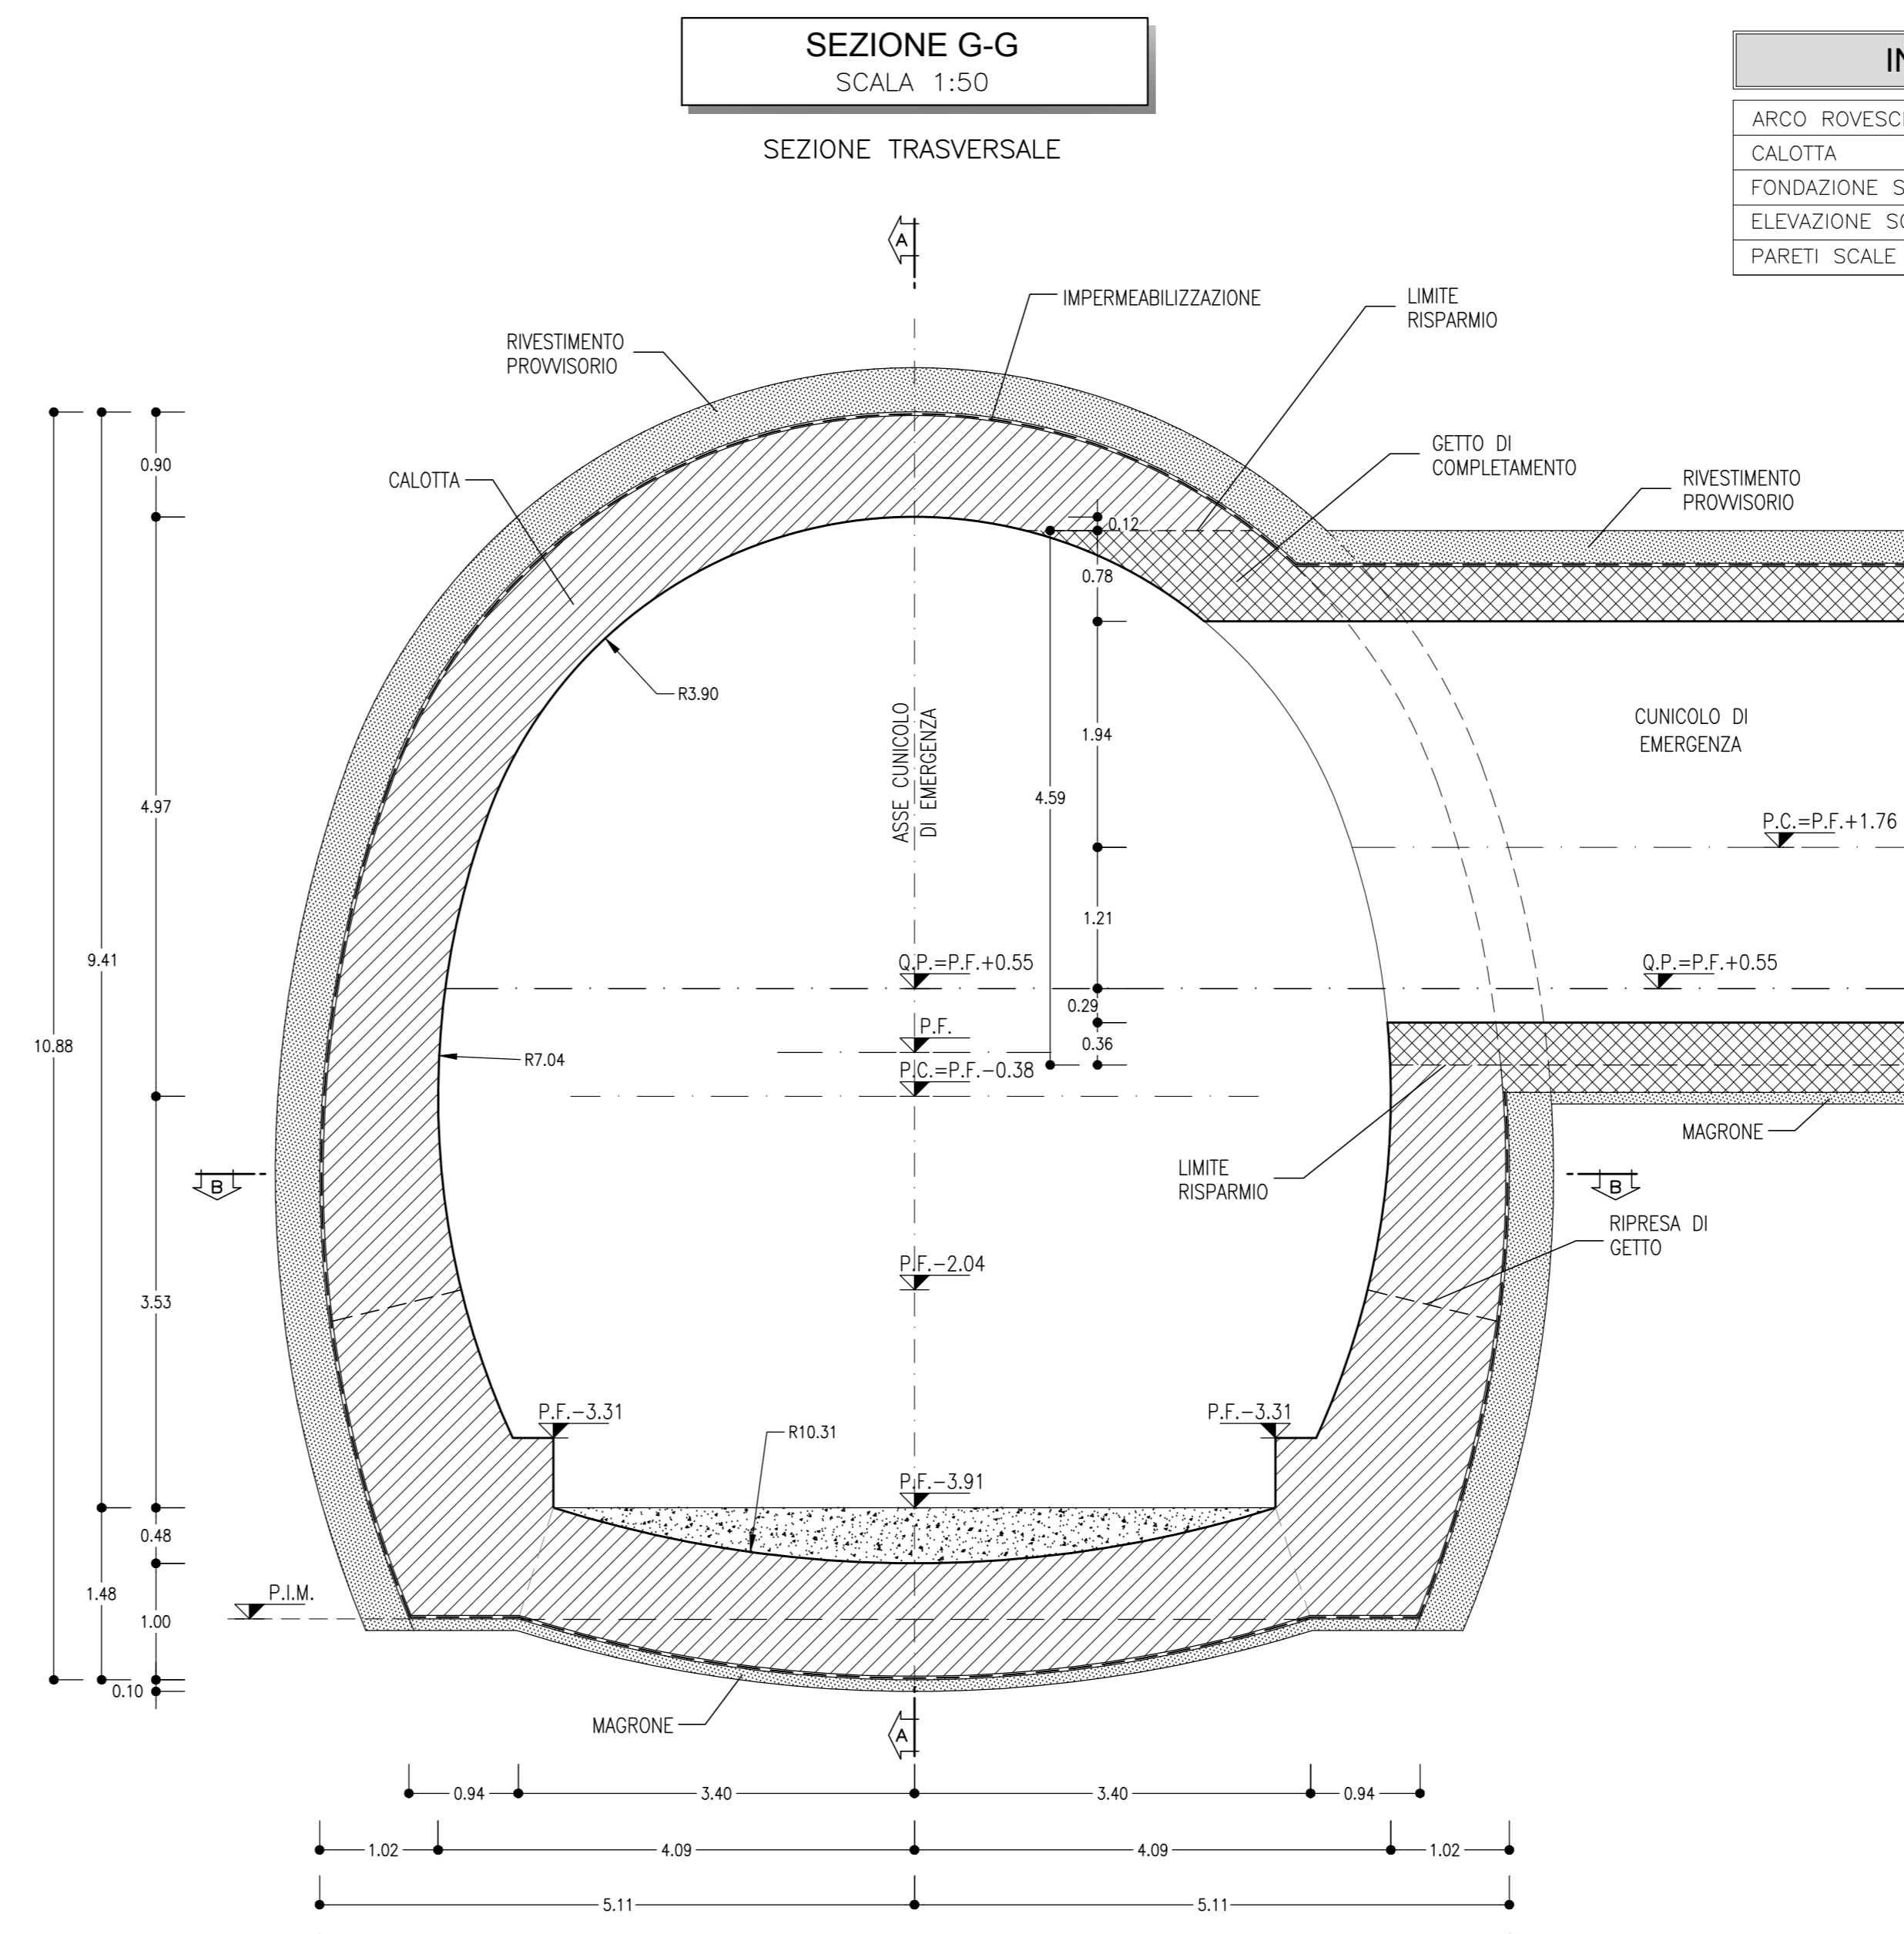 SEZIONE G-G
SCALA 1:50
SEZIONE TRASVERSALE
ARCO
CALOTTA
FONDAZIONE
ELEVAZIONE
PARETI SCALE
A
IMPERMEABILIZZAZIONE
LIMITE
RISPARMIO
RIVESTIMENTO
PROVVISORIO
GETTO DI
COMPLETAMENTO
RIVESTIMENTO
PROVVISORIO
CALOTTA
0.90
0.12
0.78
R3.90
ASSE CUNICOLO
DI EMERGENZA
1.94
CUNICOLO DI
EMERGENZA
4.59
4.97
P.C.=P.F.+1.76
1.21
9.41
Q.P.=P.F.+0.55
Q.P.=P.F.+0.55
0.29
P.F.
0.36
10.88
R7.04
P.C.=P.F.-0.38
MAGRONE
B
LIMITE
RISPARMIO
B
RIPRESA DI
GETTO
P.F.-2.04
3.53
P.F.-3.31
P.F.-3.31
R10.31
P.F.-3.91
0.48
1.48
P.I.M.
1.00
0.10
MAGRONE
A
0.94
3.40
3.40
0.94
1.02
4.09
4.09
1.02
5.11
5.11